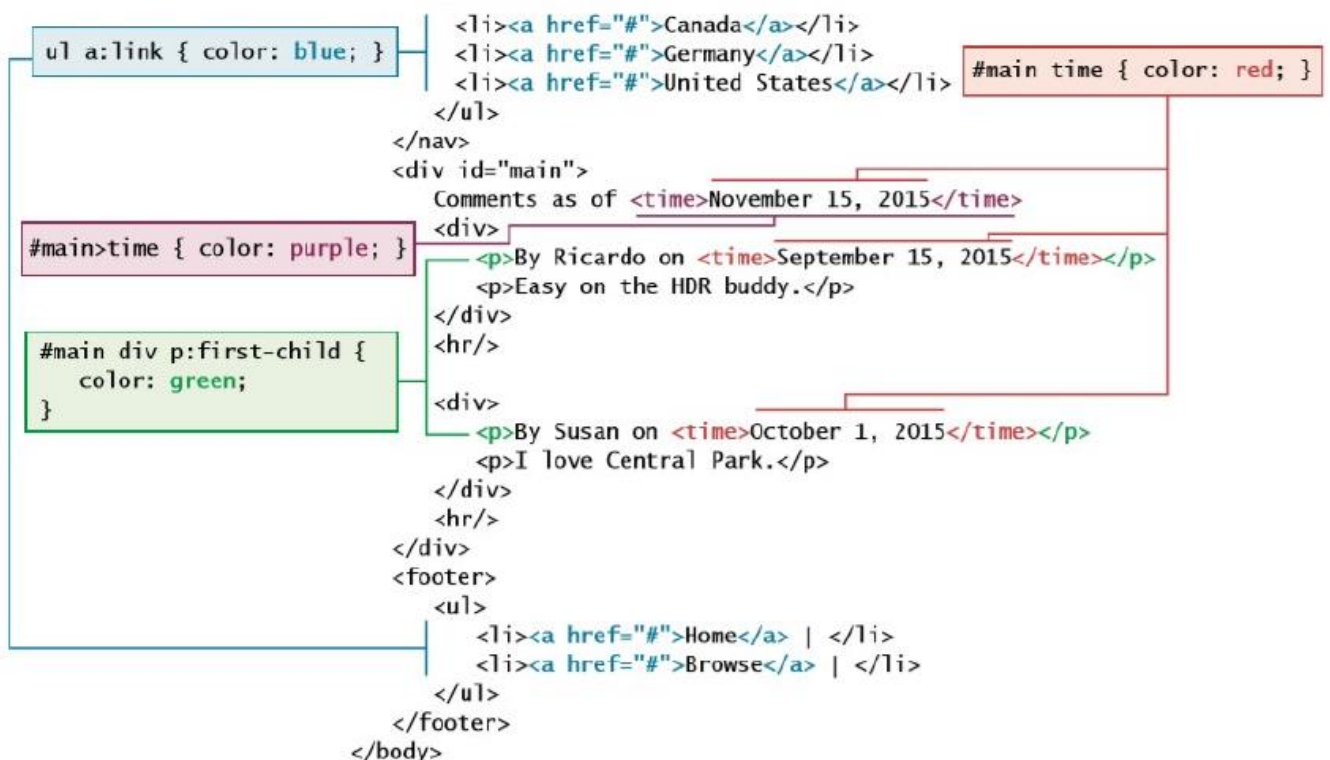 <li><a href="#">Canada</a></li>
ul a:link { color: blue; }
<li><a href="#">Germany</a></li>
<li><a href="#">United States</a></li>
#main time { color: red; }
</ul>
</nav>
<div id="main">
Comments as of <time>November 15, 2015</time>
<div>
#main>time { color: purple; }
<p>By Ricardo on <time>September 15, 2015</time></p>
<p>Easy on the HDR buddy.</p>
</div>
<hr/>
#main div p:first-child {
color: green;
}
<div>
<p>By Susan on <time>October 1, 2015</time></p>
<p>I love Central Park.</p>
</div>
<hr/>
</div>
<footer>
<ul>
<li><a href="#">Home</a> | </li>
<li><a href="#">Browse</a> | </li>
</ul>
</footer>
</body>